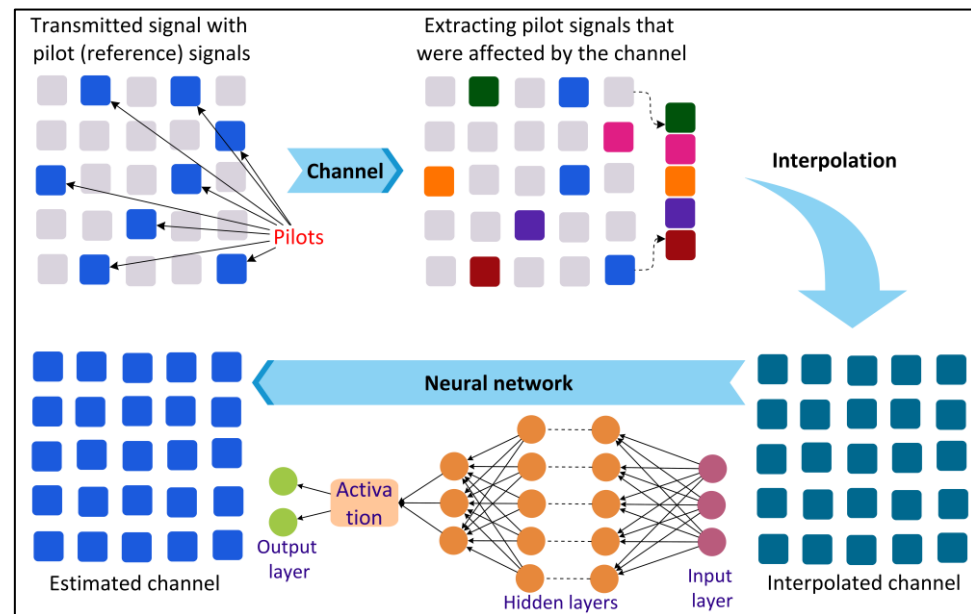 Transmitted signal with
pilot (reference) signals
Extracting pilot signals that
were affected by the channel
Channel
Interpolation
Pilots
Neural network
Activa
tion
Output
layer
Hidden layers
Input
layer
Estimated channel
Interpolated channel